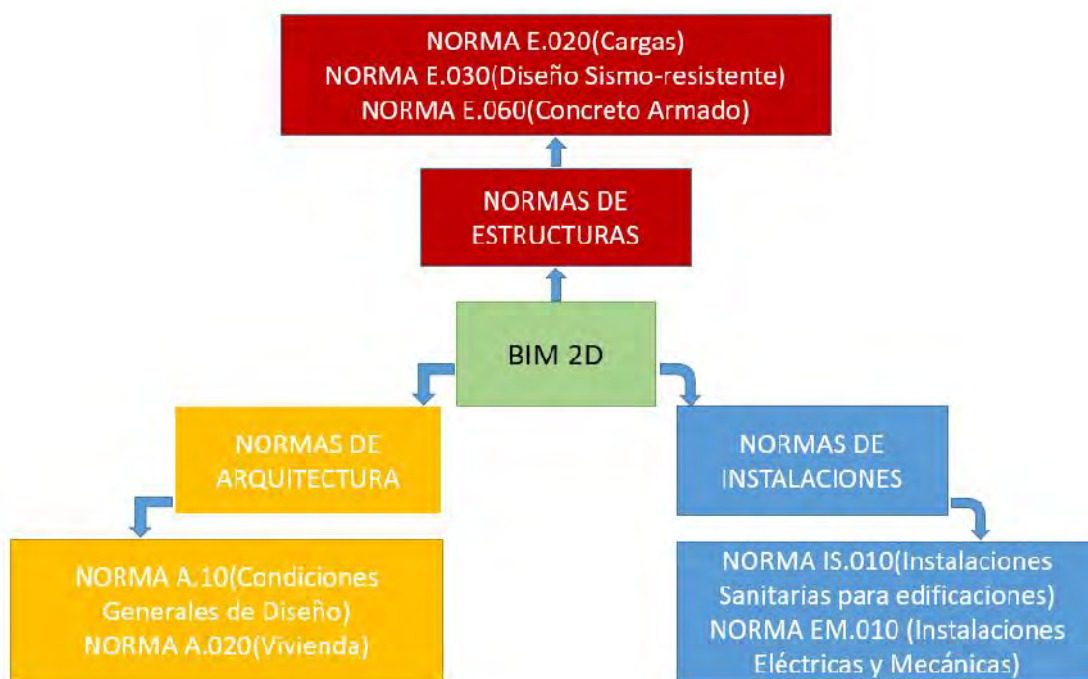 NORMA E.020(Cargas)
NORMA E.030(Diseño Sismo-resistente)
NORMA E.060(Concreto Armado)
NORMAS DE
ESTRUCTURAS
BIM 2D
NORMAS DE
ARQUITECTURA
NORMAS DE
INSTALACIONES
NORMA A.10(Condiciones
Generales de Diseño)
NORMA A.020(Vivienda)
NORMA IS.010(Instalaciones
Sanitarias para edificaciones)
NORMA EM.010 (Instalaciones
Eléctricas y Mecánicas)